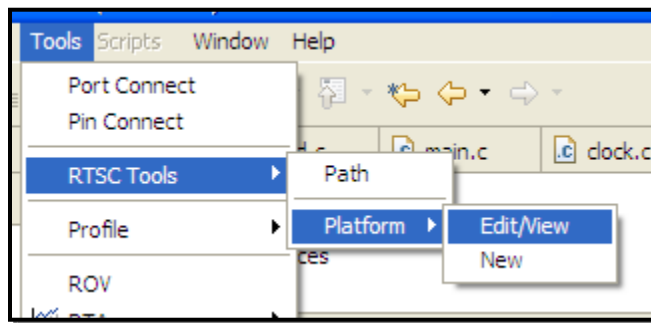 Tools Scripts Window Help
Port Connect
Pin Connect
main.c clock.c
RTSC Tools Path
Profile Platform Edit/View
New
ROV